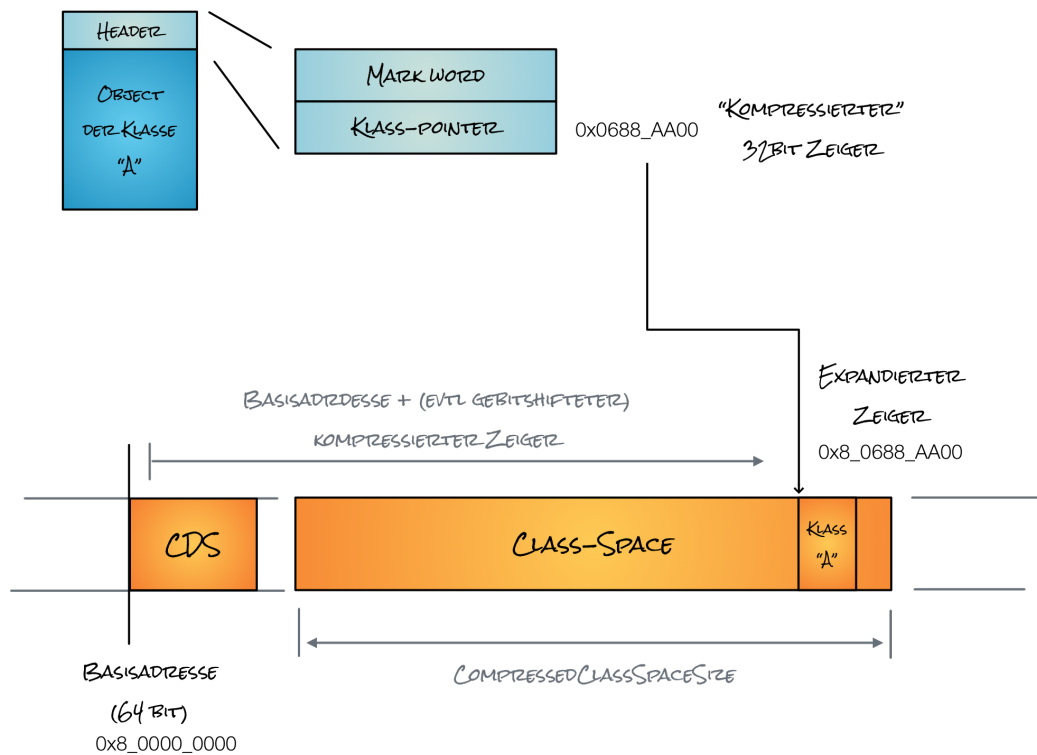 Header
Object
der Klasse
"A"
Mark word
Klass-pointer
0x0688_AA00
"Kompressierter"
32bit Zeiger
Expandierter
Zeiger
0x8_0688_AA00
Basisadrdesse + (evtl gebitshifteter)
kompressierter Zeiger
CDS
Class-Space
Klass
"A"
CompressedClassSpaceSize
Basisadresse
(64 bit)
0x8_0000_0000